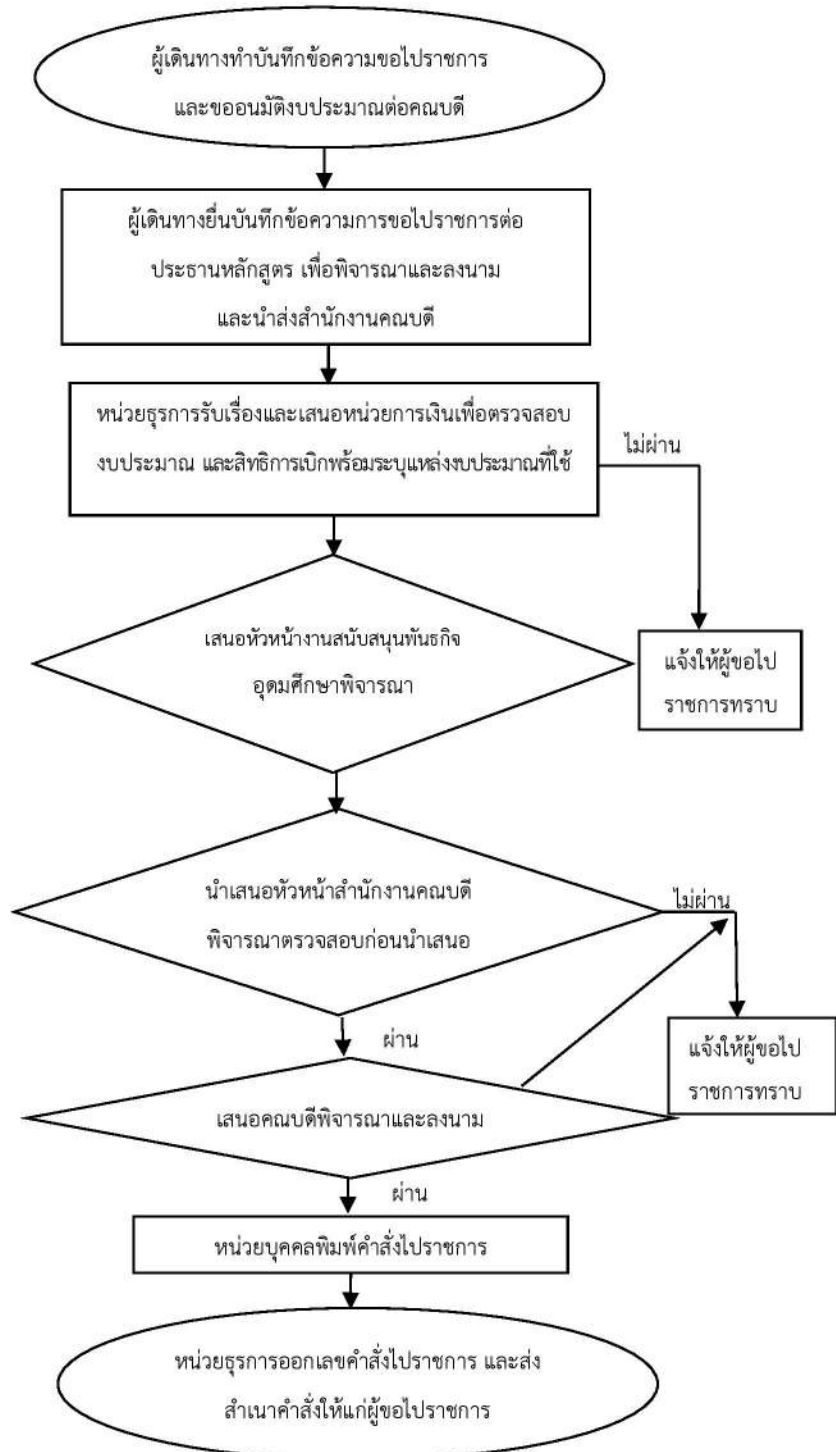 ผู้เดินทางทำบันทึกข้อความขอไปราชการ
และขออนมัติงบประมาณต่อคณบดี
ผู้เดินทางยื่นบันทึกข้อความการขอไปราชการต่อ
ประธานหลักสูตร เพื่อพิจารณาและลงนาม
และนำส่งสำนักงานคณบดี
หน่วยธุรการรับเรื่องและเสนอหน่วยการเงินเพื่อตรวจสอบ
งบประมาณ และสิทธิการเบิกพร้อมระบุแหล่งงบประมาณที่ใช้
ไม่ผ่าน
เสนอหัวหน้างานสนับสนุนพันธกิจ
อุดมศึกษาพิจารณา
แจ้งให้ผู้ขอไป
ราชการทราบ
นำเสนอหัวหน้าสำนักงานคณบดี
พิจารณาตรวจสอบก่อนนำเสนอ
ไม่ผ่าน
ผ่าน
แจ้งให้ผู้ขอไป
ราชการทราบ
เสนอคณบดีพิจารณาและลงนาม
ผ่าน
หน่วยบุคคลพิมพ์คำสั่งไปราชการ
หน่วยธุรการออกเลขคำสั่งไปราชการ และส่ง
สำเนาคำสั่งให้แก่ผู้ขอไปราชการ